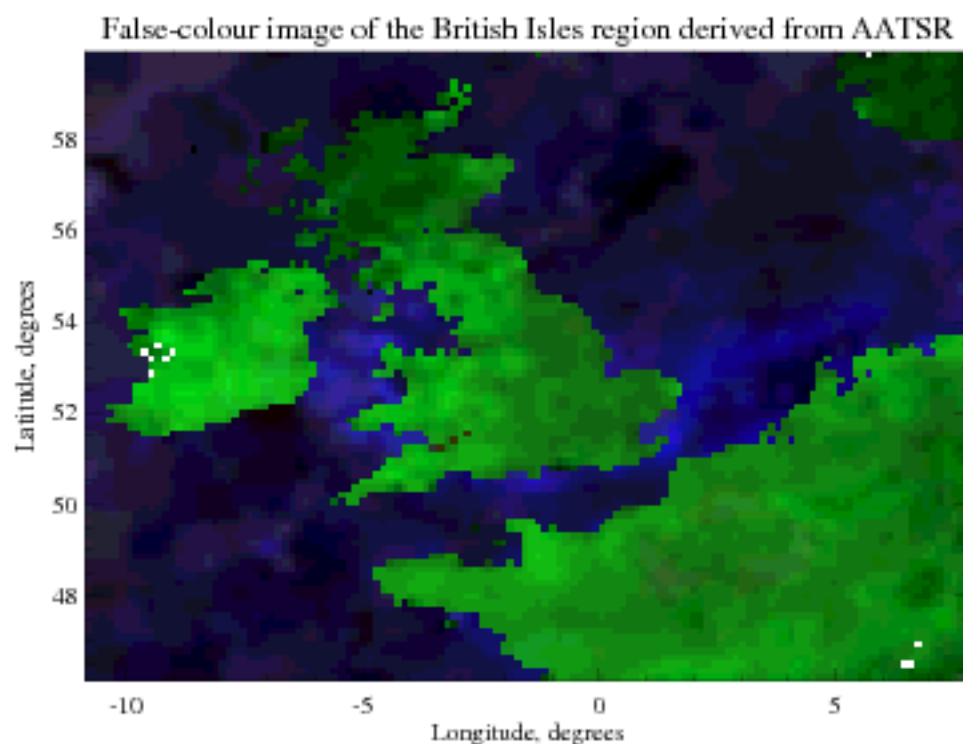 False-colour image of the British Isles region derived from AATSR
58
56
54
52
50
48
Latitude, degrees
-10 -5 0 5
Longitude, degrees